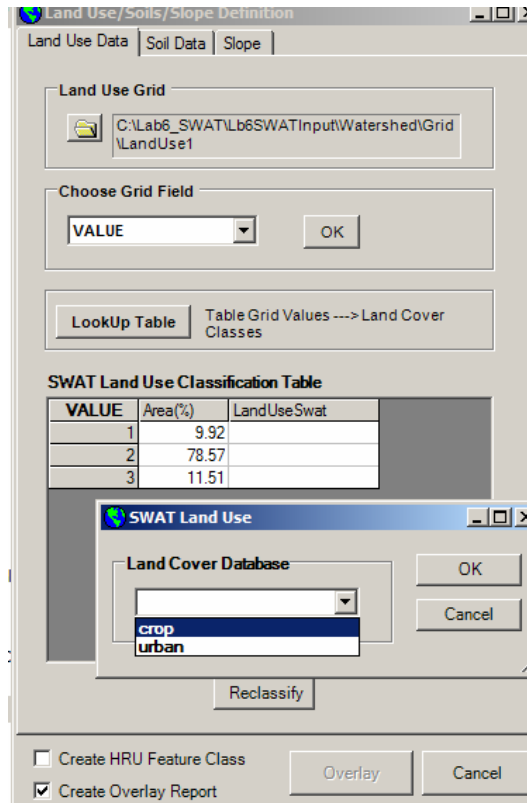 Land Use/Soils/Slope Definition
Land Use Data
Soil Data
Slope
Land Use Grid
C:\Lab6_SWAT\Lb6SWATInput\Watershed\Grid
\LandUse1
Choose Grid Field
VALUE
OK
LookUp Table
Table Grid Values --->Land Cover
Classes
SWAT Land Use Classification Table
VALUE Area(%) LandUseSwat
1 9.92
2 78.57
3 11.51
SWAT Land Use
Land Cover Database
crop
urban
OK
Cancel
Reclassify
Create HRU Feature Class
Create Overlay Report
Overlay
Cancel